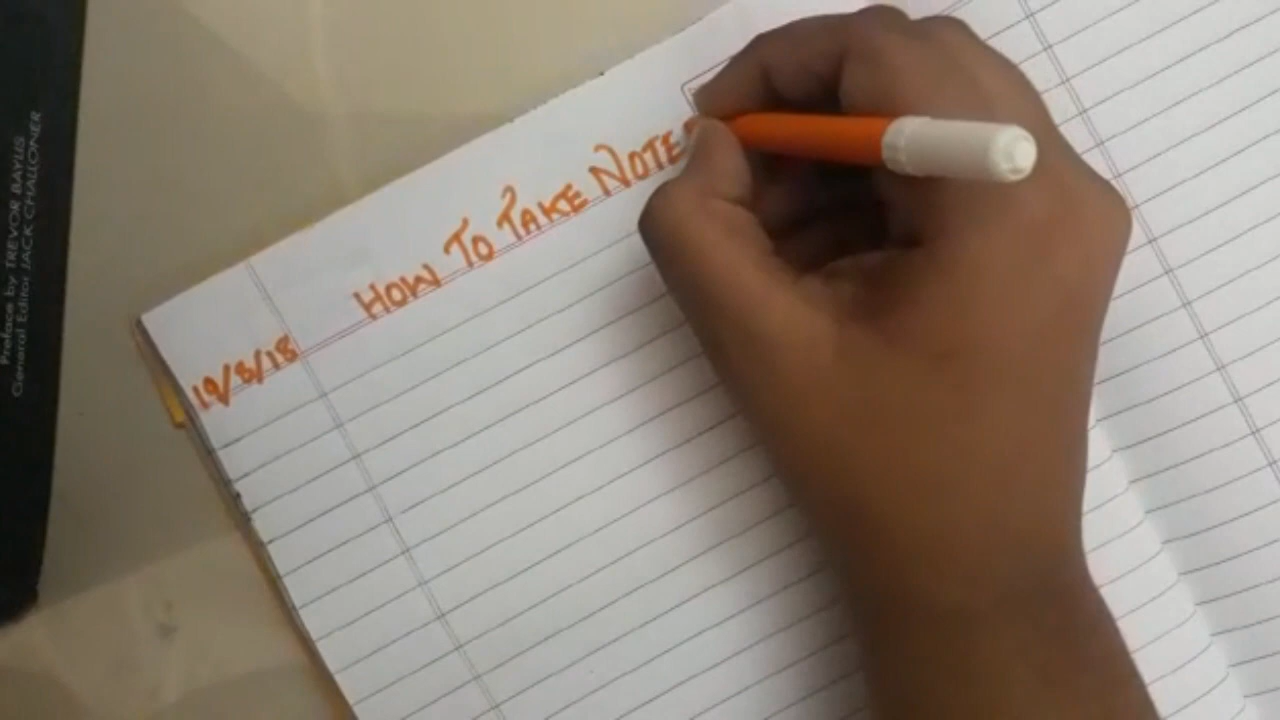 HOW TO TAKE NOTE
19/8/18
Preface by TREVOR BAYLIS
General Editor JACK CHALLONER